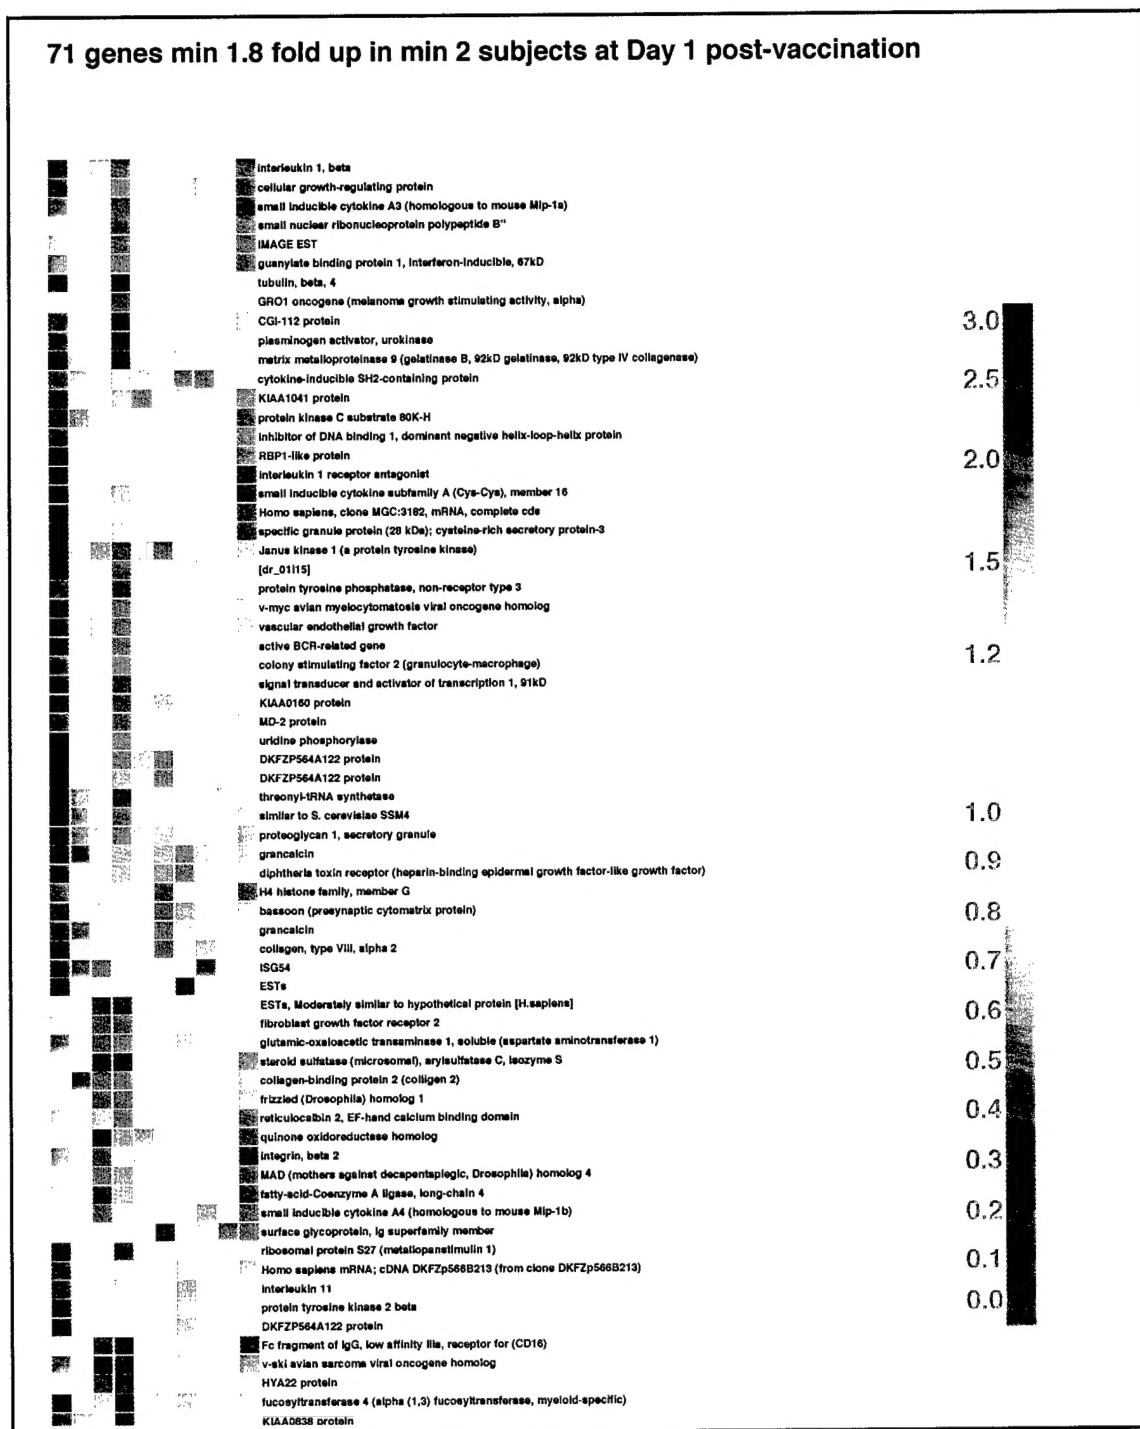 71 genes min 1.8 fold up in min 2 subjects at Day 1 post-vaccination
interleukin 1, beta
cellular growth-regulating protein
small inducible cytokine A3 (homologous to mouse Mip-1a)
small nuclear ribonucleoprotein polypeptide B"
IMAGE EST
guanylate binding protein 1, interferon-inducible, 67kD
tubulin, beta, 4
GRO1 oncogene (melanoma growth stimulating activity, alpha)
CGI-112 protein
plasminogen activator, urokinase
matrix metalloproteinase 9 (gelatinase B, 92kD gelatinase, 92kD type IV collagenase)
cytokine-inducible SH2-containing protein
KIAA1041 protein
protein kinase C substrate 80K-H
inhibitor of DNA binding 1, dominant negative helix-loop-helix protein
RBP1-like protein
interleukin 1 receptor antagonist
small inducible cytokine subfamily A (Cys-Cys), member 16
Homo sapiens, clone MGC:3182, mRNA, complete cds
specific granule protein (28 kDa); cysteine-rich secretory protein-3
Janus kinase 1 (a protein tyrosine kinase)
[dr_01I15]
protein tyrosine phosphatase, non-receptor type 3
v-myc avian myelocytomatosis viral oncogene homolog
vascular endothelial growth factor
active BCR-related gene
colony stimulating factor 2 (granulocyte-macrophage)
signal transducer and activator of transcription 1, 91kD
KIAA0160 protein
MD-2 protein
uridine phosphorylase
DKFZP564A122 protein
DKFZP564A122 protein
threonyl-tRNA synthetase
similar to S. cerevisiae SSM4
proteoglycan 1, secretory granule
grancalcin
diphtheria toxin receptor (heparin-binding epidermal growth factor-like growth factor)
H4 histone family, member G
bassoon (presynaptic cytomatrix protein)
grancalcin
collagen, type VIII, alpha 2
ISG54
ESTs
ESTs, Moderately similar to hypothetical protein [H.sapiens]
fibroblast growth factor receptor 2
glutamic-oxaloacetic transaminase 1, soluble (aspartate aminotransferase 1)
steroid sulfatase (microsomal), arylsulfatase C, isozyme S
collagen-binding protein 2 (colligen 2)
frizzled (Drosophila) homolog 1
reticulocalbin 2, EF-hand calcium binding domain
quinone oxidoreductase homolog
integrin, beta 2
MAD (mothers against decapentaplegic, Drosophila) homolog 4
fatty-acid-Coenzyme A ligase, long-chain 4
small inducible cytokine A4 (homologous to mouse Mip-1b)
surface glycoprotein, Ig superfamily member
ribosomal protein S27 (metallopanstimulin 1)
Homo sapiens mRNA; cDNA DKFZp566B213 (from clone DKFZp566B213)
interleukin 11
protein tyrosine kinase 2 beta
DKFZP564A122 protein
Fc fragment of IgG, low affinity IIIa, receptor for (CD16)
v-ski avian sarcoma viral oncogene homolog
HYA22 protein
fucosyltransferase 4 (alpha (1,3) fucosyltransferase, myeloid-specific)
KIAA0838 protein
3.0
2.5
2.0
1.5
1.2
1.0
0.9
0.8
0.7
0.6
0.5
0.4
0.3
0.2
0.1
0.0